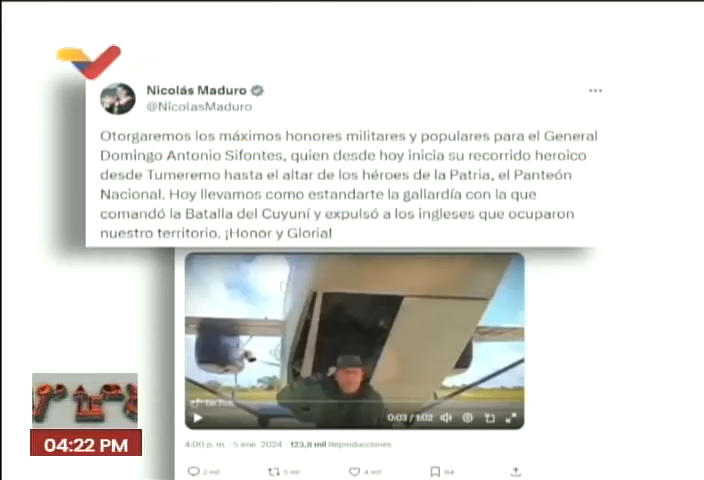 Nicolás Maduro
@NicolasMaduro
Otorgaremos los máximos honores militares y populares para el General
Domingo Antonio Sifontes, quien desde hoy inicia su recorrido heroico
desde Tumeremo hasta el altar de los héroes de la Patria, el Panteón
Nacional. Hoy llevamos como estandarte la gallardía con la que
comandó la Batalla del Cuyuní y expulsó a los ingleses que ocuparon
nuestro territorio. ¡Honor y Gloria!
TikTok
0:03 / 1:02
4:00 p. m. · 5 ene. 2024 · 123,8 mil Reproducciones
2 mil 5 mil 4 mil
04:22 PM